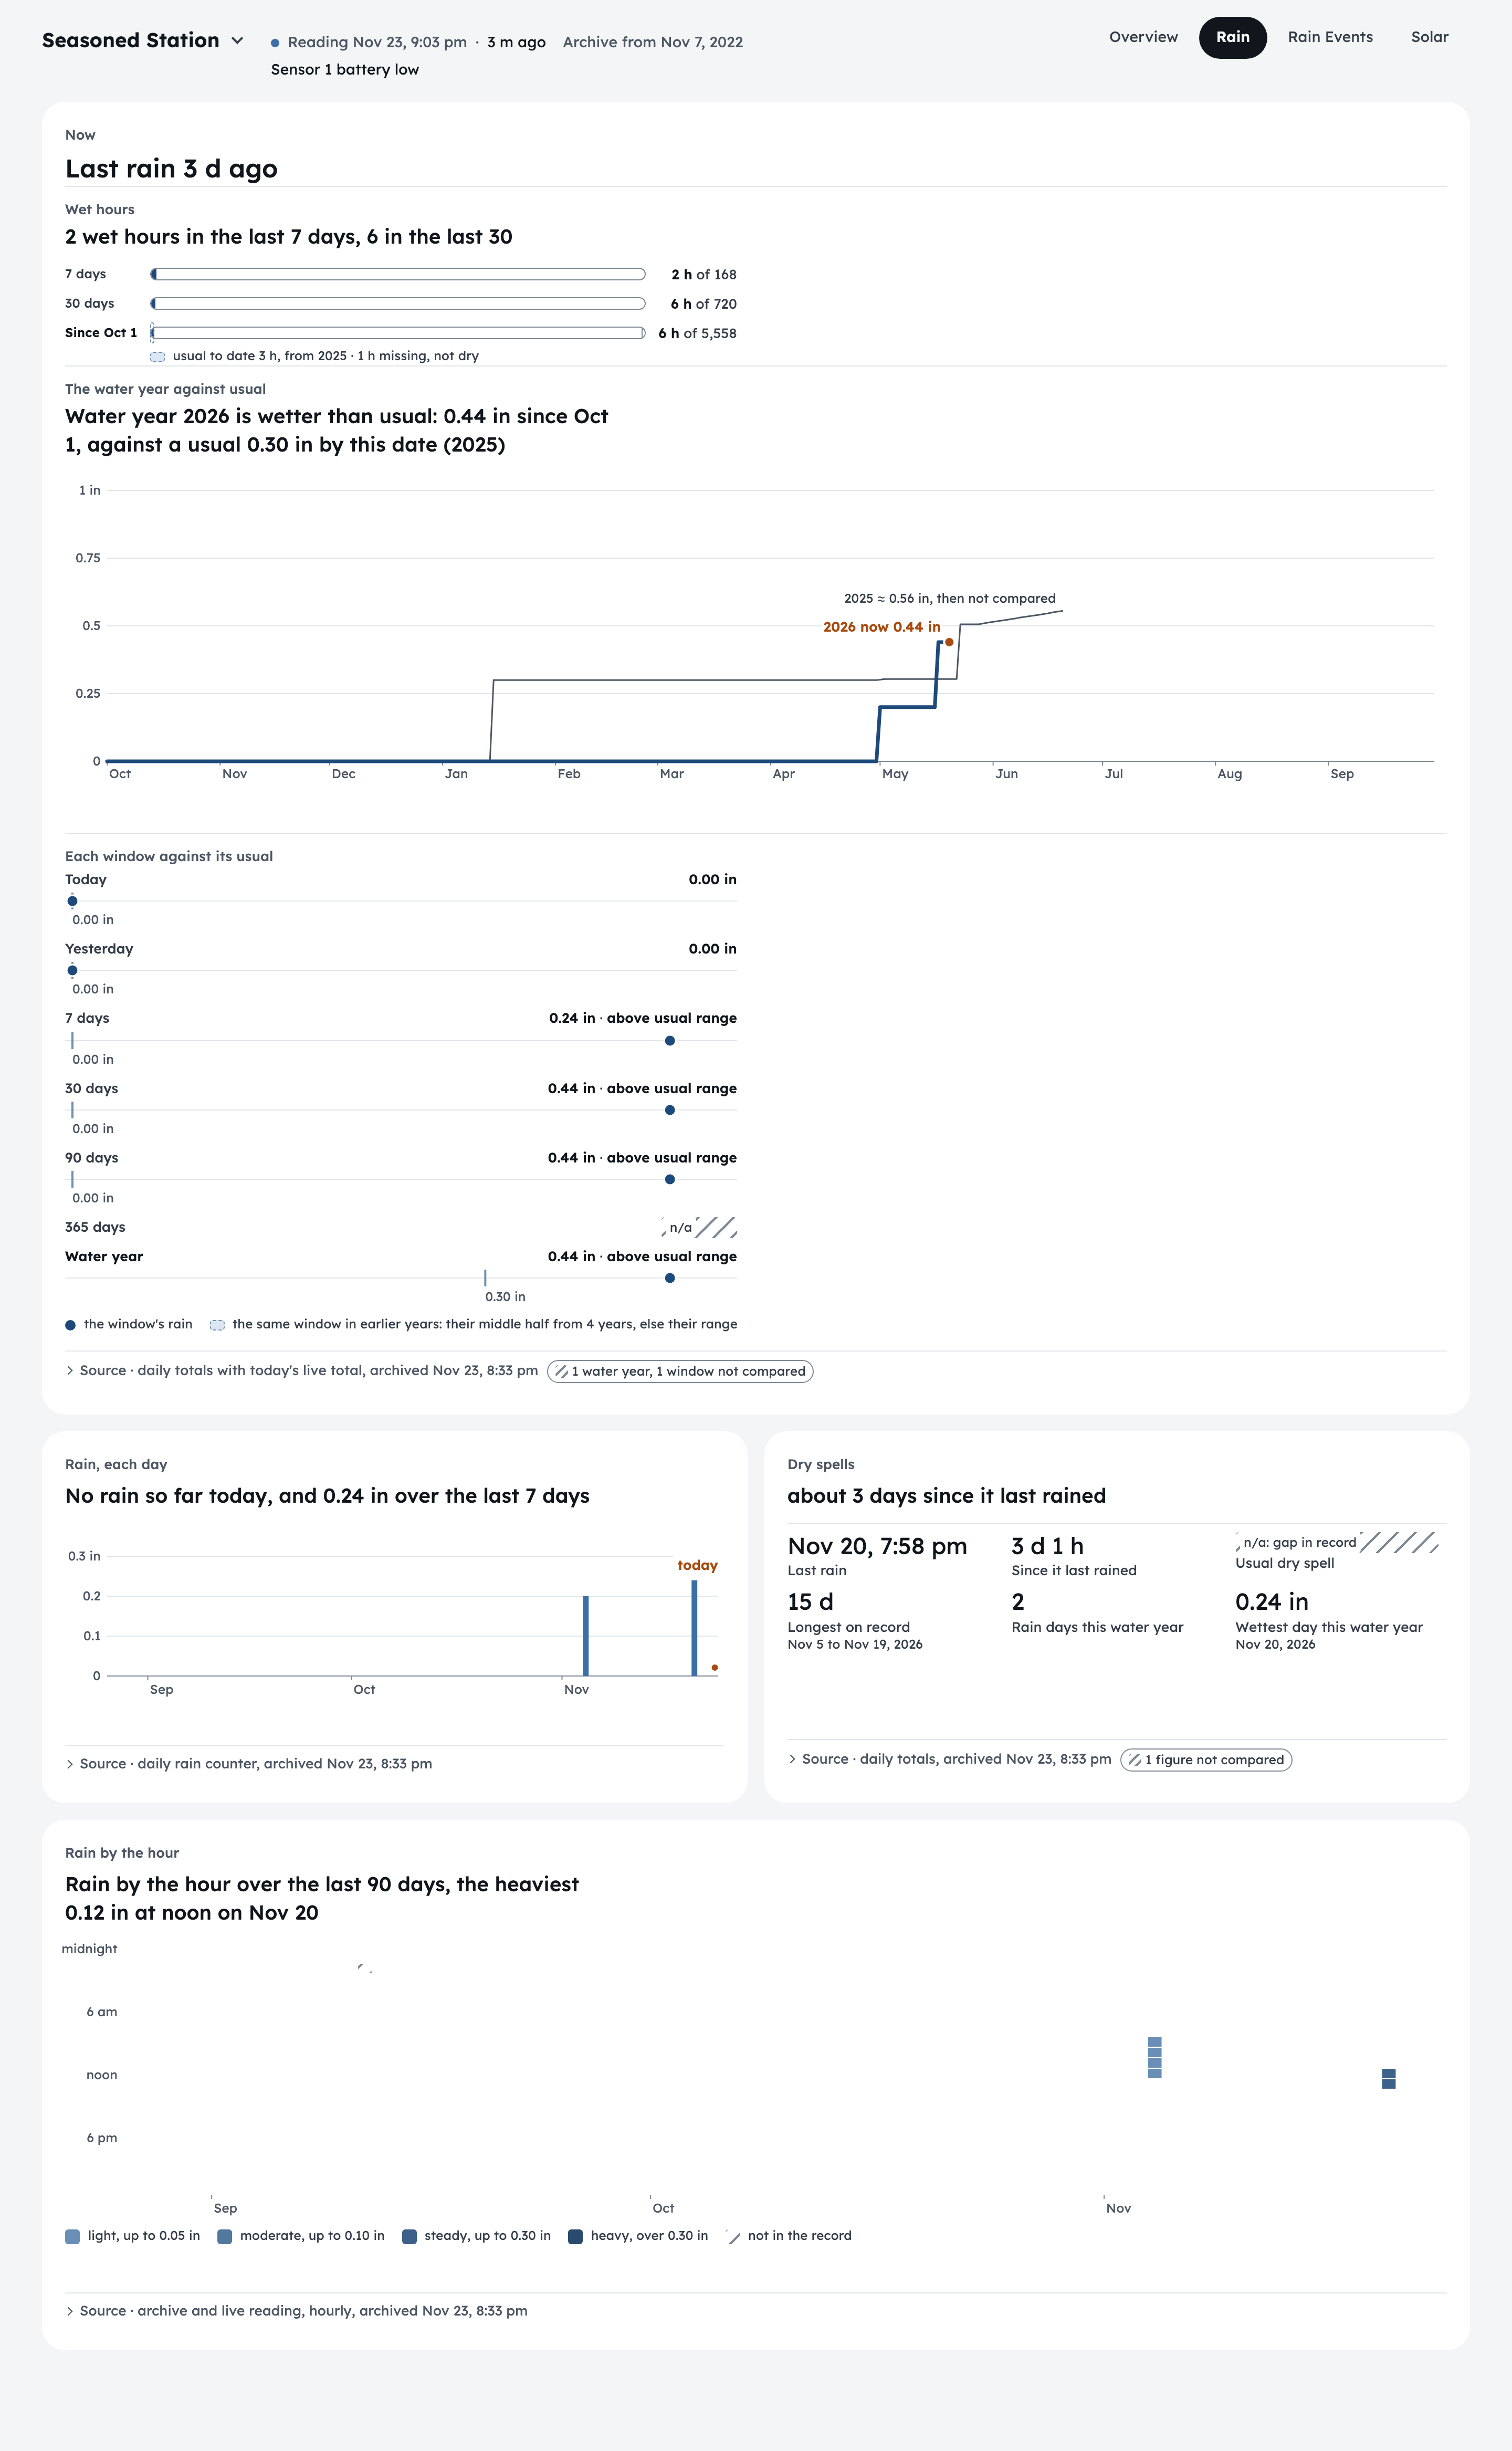 Seasoned Station
Reading Nov 23, 9:03 pm · 3 m ago Archive from Nov 7, 2022
Sensor 1 battery low
Overview Rain Rain Events Solar
Now
Last rain 3 d ago
Wet hours
2 wet hours in the last 7 days, 6 in the last 30
7 days 2 h of 168
30 days 6 h of 720
Since Oct 1 6 h of 5,558
usual to date 3 h, from 2025 · 1 h missing, not dry
The water year against usual
Water year 2026 is wetter than usual: 0.44 in since Oct
1, against a usual 0.30 in by this date (2025)
1 in
0.75
2025 ≈ 0.56 in, then not compared
0.5
2026 now 0.44 in
0.25
0
Oct Nov Dec Jan Feb Mar Apr May Jun Jul Aug Sep
Each window against its usual
Today 0.00 in
0.00 in
Yesterday 0.00 in
0.00 in
7 days 0.24 in · above usual range
0.00 in
30 days 0.44 in · above usual range
0.00 in
90 days 0.44 in · above usual range
0.00 in
365 days n/a
Water year 0.44 in · above usual range
0.30 in
the window's rain the same window in earlier years: their middle half from 4 years, else their range
Source · daily totals with today's live total, archived Nov 23, 8:33 pm 1 water year, 1 window not compared
Rain, each day
No rain so far today, and 0.24 in over the last 7 days
0.3 in
today
0.2
0.1
0
Sep Oct Nov
Source · daily rain counter, archived Nov 23, 8:33 pm
Dry spells
about 3 days since it last rained
Nov 20, 7:58 pm
Last rain
3 d 1 h
Since it last rained
n/a: gap in record
Usual dry spell
15 d
Longest on record
Nov 5 to Nov 19, 2026
2
Rain days this water year
0.24 in
Wettest day this water year
Nov 20, 2026
Source · daily totals, archived Nov 23, 8:33 pm 1 figure not compared
Rain by the hour
Rain by the hour over the last 90 days, the heaviest
0.12 in at noon on Nov 20
midnight
6 am
noon
6 pm
Sep Oct Nov
light, up to 0.05 in moderate, up to 0.10 in steady, up to 0.30 in heavy, over 0.30 in not in the record
Source · archive and live reading, hourly, archived Nov 23, 8:33 pm